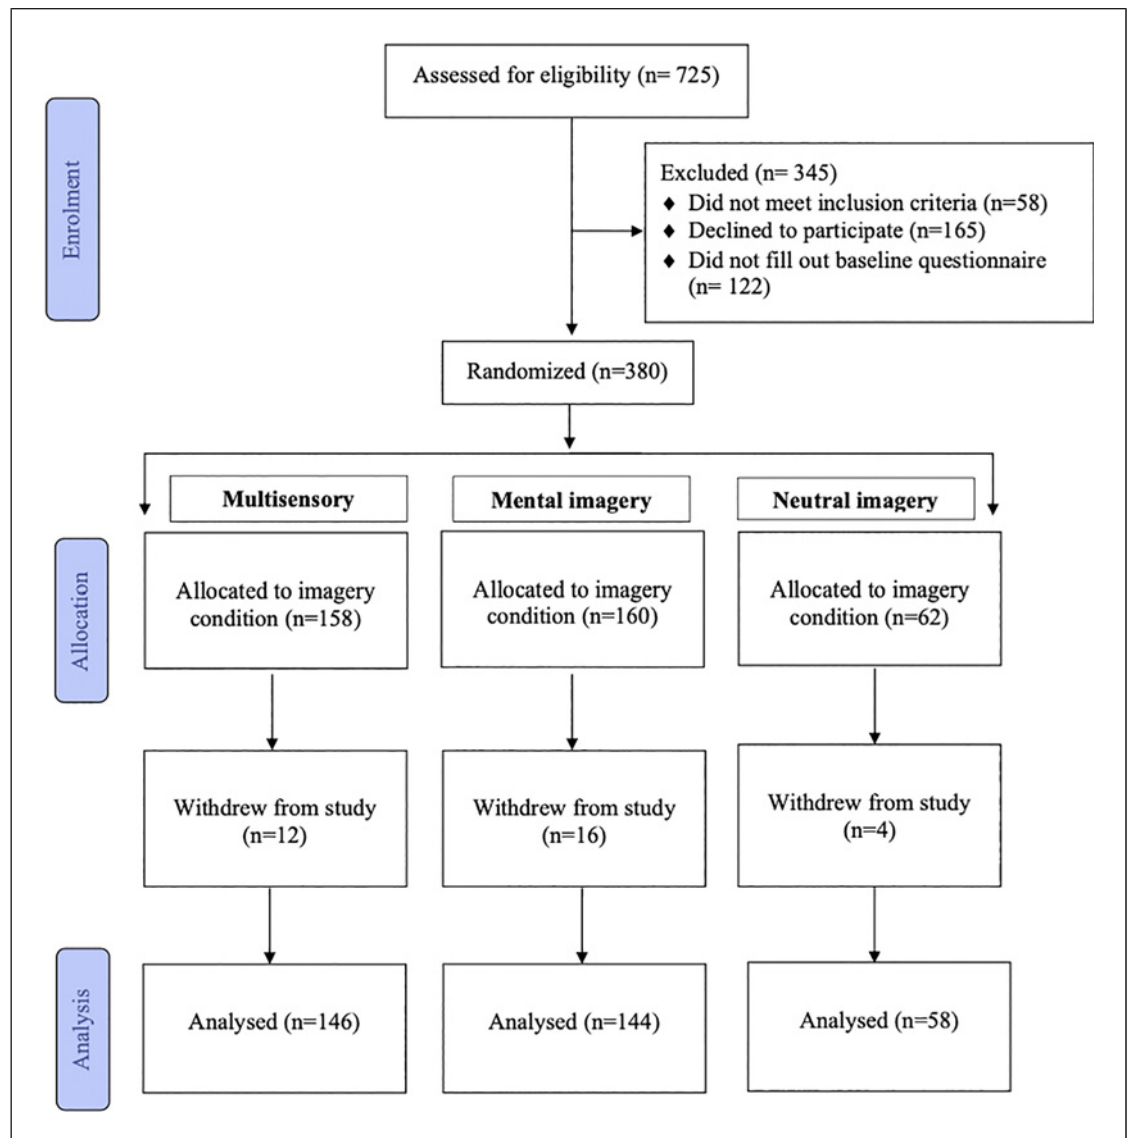 Assessed for eligibility (n= 725)
Enrolment
Excluded (n= 345)
♦ Did not meet inclusion criteria (n=58)
♦ Declined to participate (n=165)
♦ Did not fill out baseline questionnaire
(n= 122)
Randomized (n=380)
Multisensory
Mental imagery
Neutral imagery
Allocation
Allocated to imagery
condition (n=158)
Allocated to imagery
condition (n=160)
Allocated to imagery
condition (n=62)
Withdrew from study
(n=12)
Withdrew from study
(n=16)
Withdrew from study
(n=4)
Analysis
Analysed (n=146)
Analysed (n=144)
Analysed (n=58)